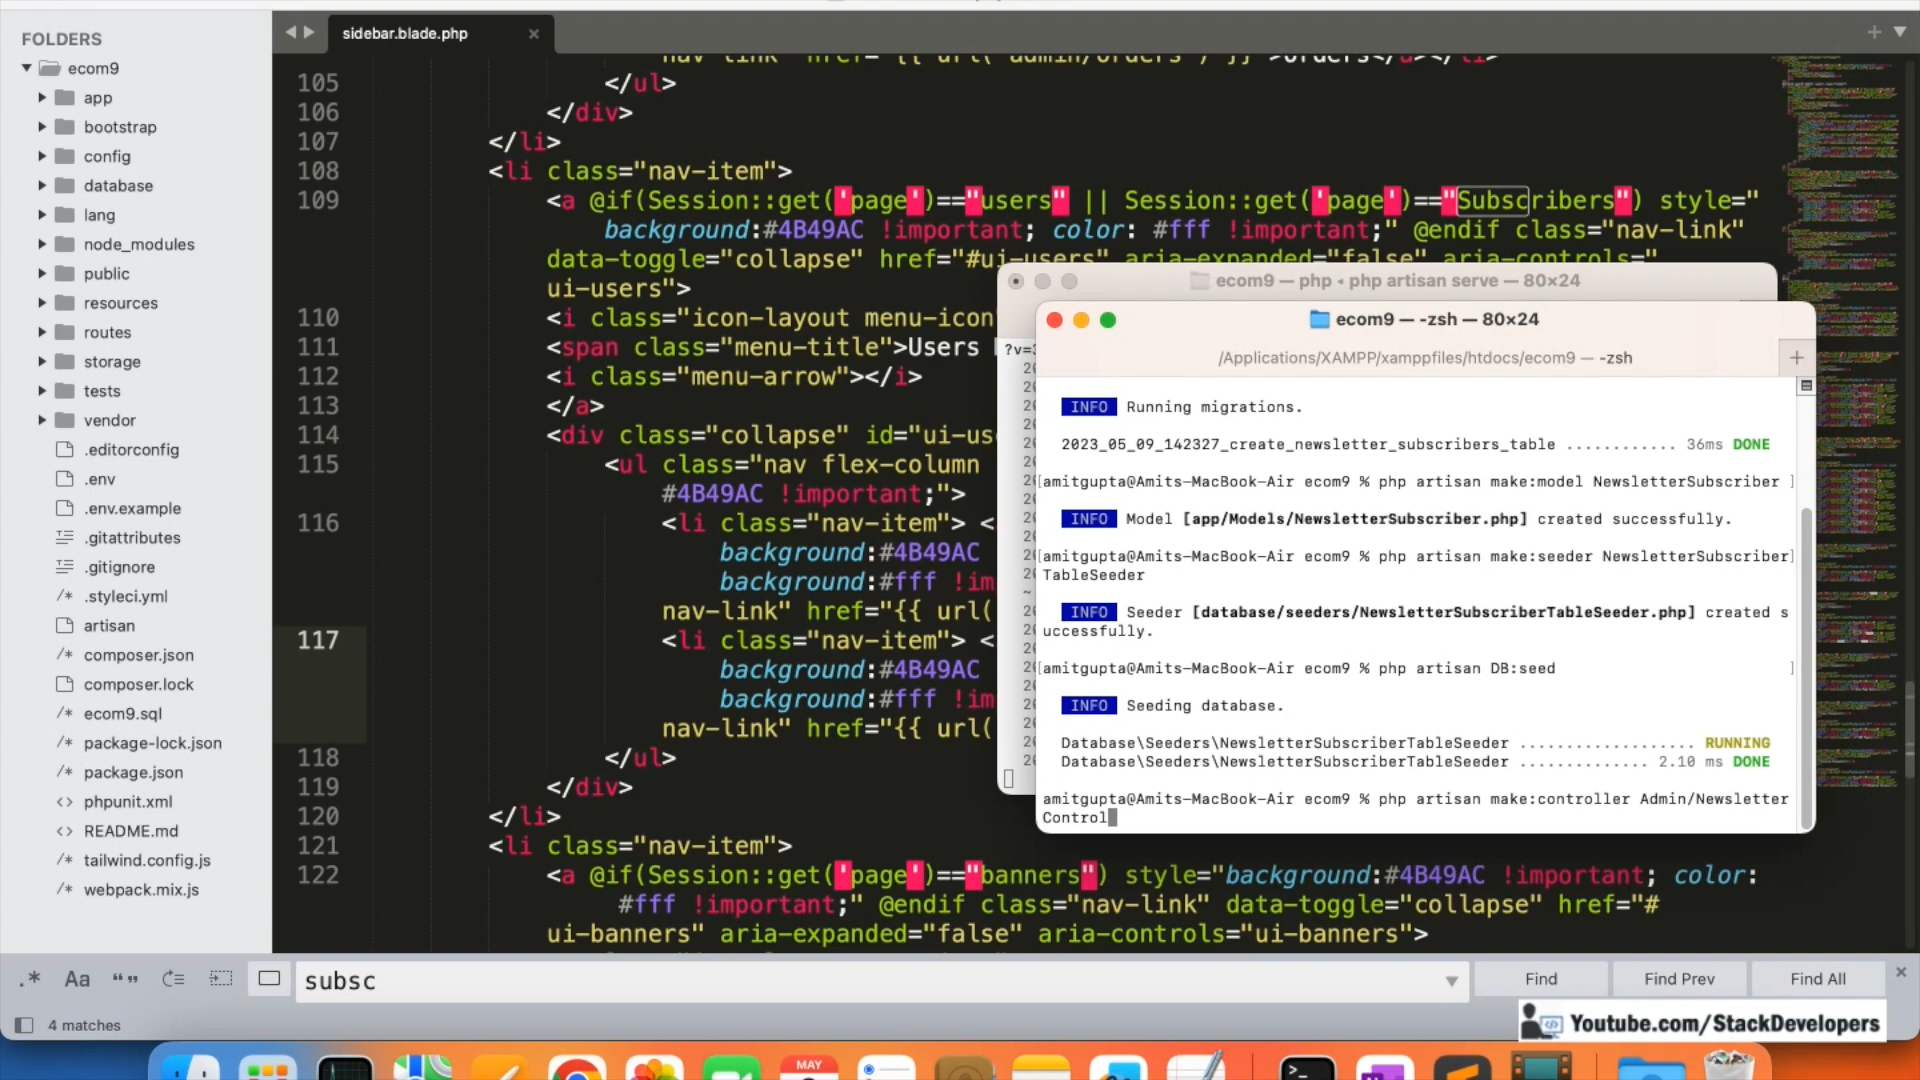 FOLDERS
ecom9
app
bootstrap
config
database
lang
node_modules
public
resources
routes
storage
tests
vendor
.editorconfig
.env
.env.example
.gitattributes
.gitignore
.styleci.yml
artisan
composer.json
composer.lock
ecom9.sql
package-lock.json
package.json
phpunit.xml
README.md
tailwind.config.js
webpack.mix.js
sidebar.blade.php
nav-link" href="{{ url('admin/orders') }}">Orders</a></li>
105 </ul>
106 </div>
107 </li>
108 <li class="nav-item">
109 <a @if(Session::get('page')=="users" || Session::get('page')=="Subscribers") style="
background:#4B49AC !important; color: #fff !important;" @endif class="nav-link"
data-toggle="collapse" href="#ui-users" aria-expanded="false" aria-controls="
ui-users">
110 <i class="icon-layout menu-icon
111 <span class="menu-title">Users
112 <i class="menu-arrow"></i>
113 </a>
114 <div class="collapse" id="ui-us
115 <ul class="nav flex-column
#4B49AC !important;">
116 <li class="nav-item"> <
background:#4B49AC
background:#fff !im
nav-link" href="{{ url(
117 <li class="nav-item"> <
background:#4B49AC
background:#fff !im
nav-link" href="{{ url(
118 </ul>
119 </div>
120 </li>
121 <li class="nav-item">
122 <a @if(Session::get('page')=="banners") style="background:#4B49AC !important; color:
#fff !important;" @endif class="nav-link" data-toggle="collapse" href="#
ui-banners" aria-expanded="false" aria-controls="ui-banners">
ecom9 — php ◂ php artisan serve — 80×24
ecom9 — -zsh — 80×24
/Applications/XAMPP/xamppfiles/htdocs/ecom9 — -zsh
INFO Running migrations.
2023_05_09_142327_create_newsletter_subscribers_table ............ 36ms DONE
[amitgupta@Amits-MacBook-Air ecom9 % php artisan make:model NewsletterSubscriber ]
INFO Model [app/Models/NewsletterSubscriber.php] created successfully.
[amitgupta@Amits-MacBook-Air ecom9 % php artisan make:seeder NewsletterSubscriber]
TableSeeder
INFO Seeder [database/seeders/NewsletterSubscriberTableSeeder.php] created s
uccessfully.
[amitgupta@Amits-MacBook-Air ecom9 % php artisan DB:seed ]
INFO Seeding database.
Database\Seeders\NewsletterSubscriberTableSeeder ................... RUNNING
Database\Seeders\NewsletterSubscriberTableSeeder .............. 2.10 ms DONE
amitgupta@Amits-MacBook-Air ecom9 % php artisan make:controller Admin/Newsletter
Control
subsc
Find
Find Prev
Find All
4 matches
Youtube.com/StackDevelopers
MAY